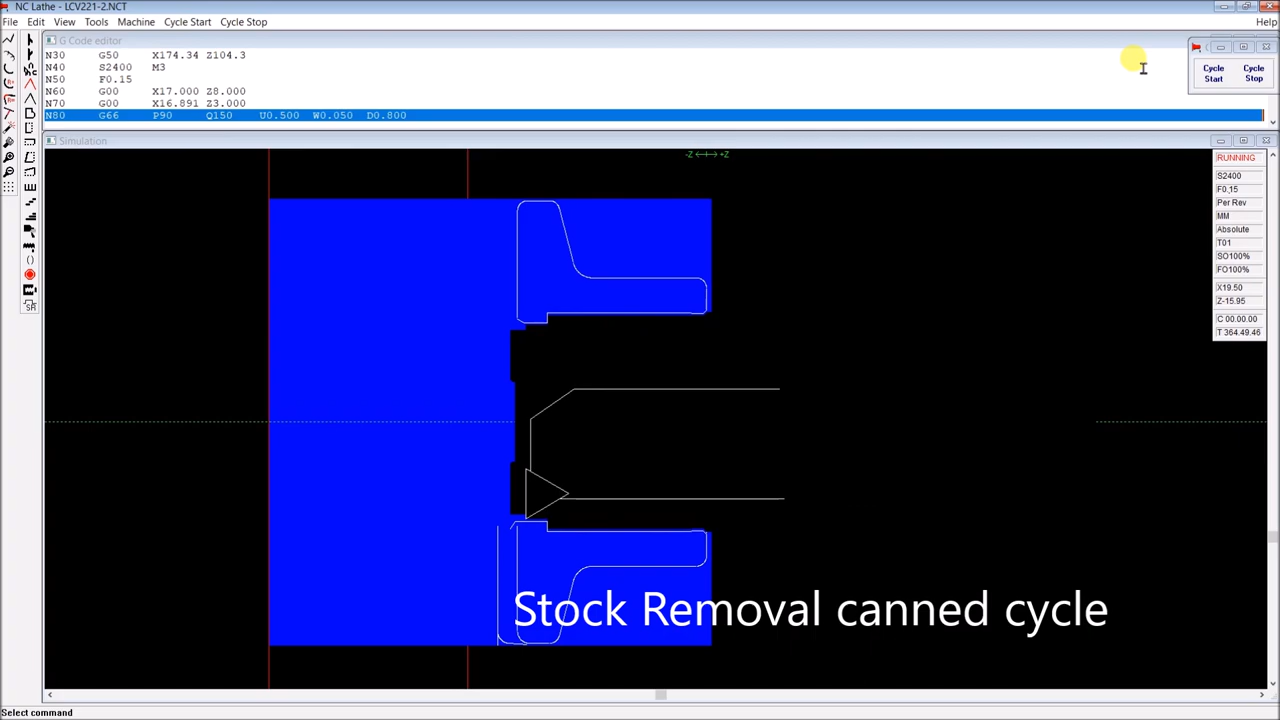 NC Lathe - LCV221-2.NCT
File Edit View Tools Machine Cycle Start Cycle Stop Help
G Code editor
N30 G50 X174.34 Z104.3
N40 S2400 M3
N50 F0.15
N60 G00 X17.000 Z8.000
N70 G00 X16.891 Z3.000
N80 G66 P90 Q150 U0.500 W0.050 D0.800
Cycle Start
Cycle Stop
Simulation
-Z +Z
RUNNING
S2400
F0.15
Per Rev
MM
Absolute
T01
SO100%
FO100%
X19.50
Z-15.95
C 00.00.00
T 364.49.46
Stock Removal canned cycle
Select command